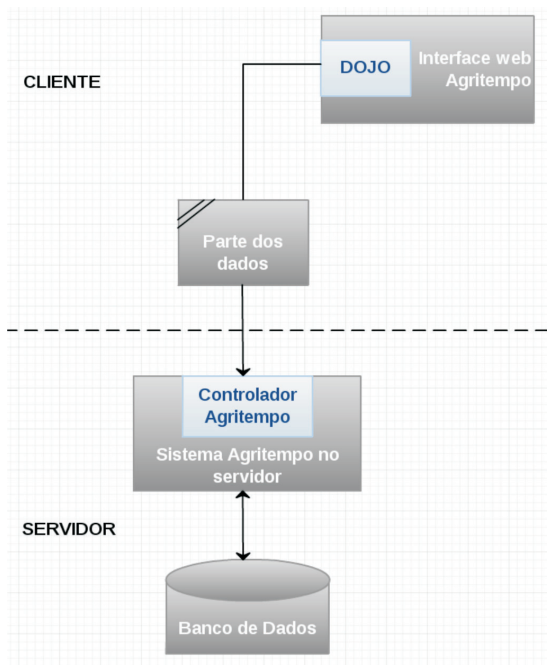 CLIENTE
DOJO
Interface web
Agritempo
Parte dos
dados
Controlador
Agritempo
Sistema Agritempo no
servidor
SERVIDOR
Banco de Dados